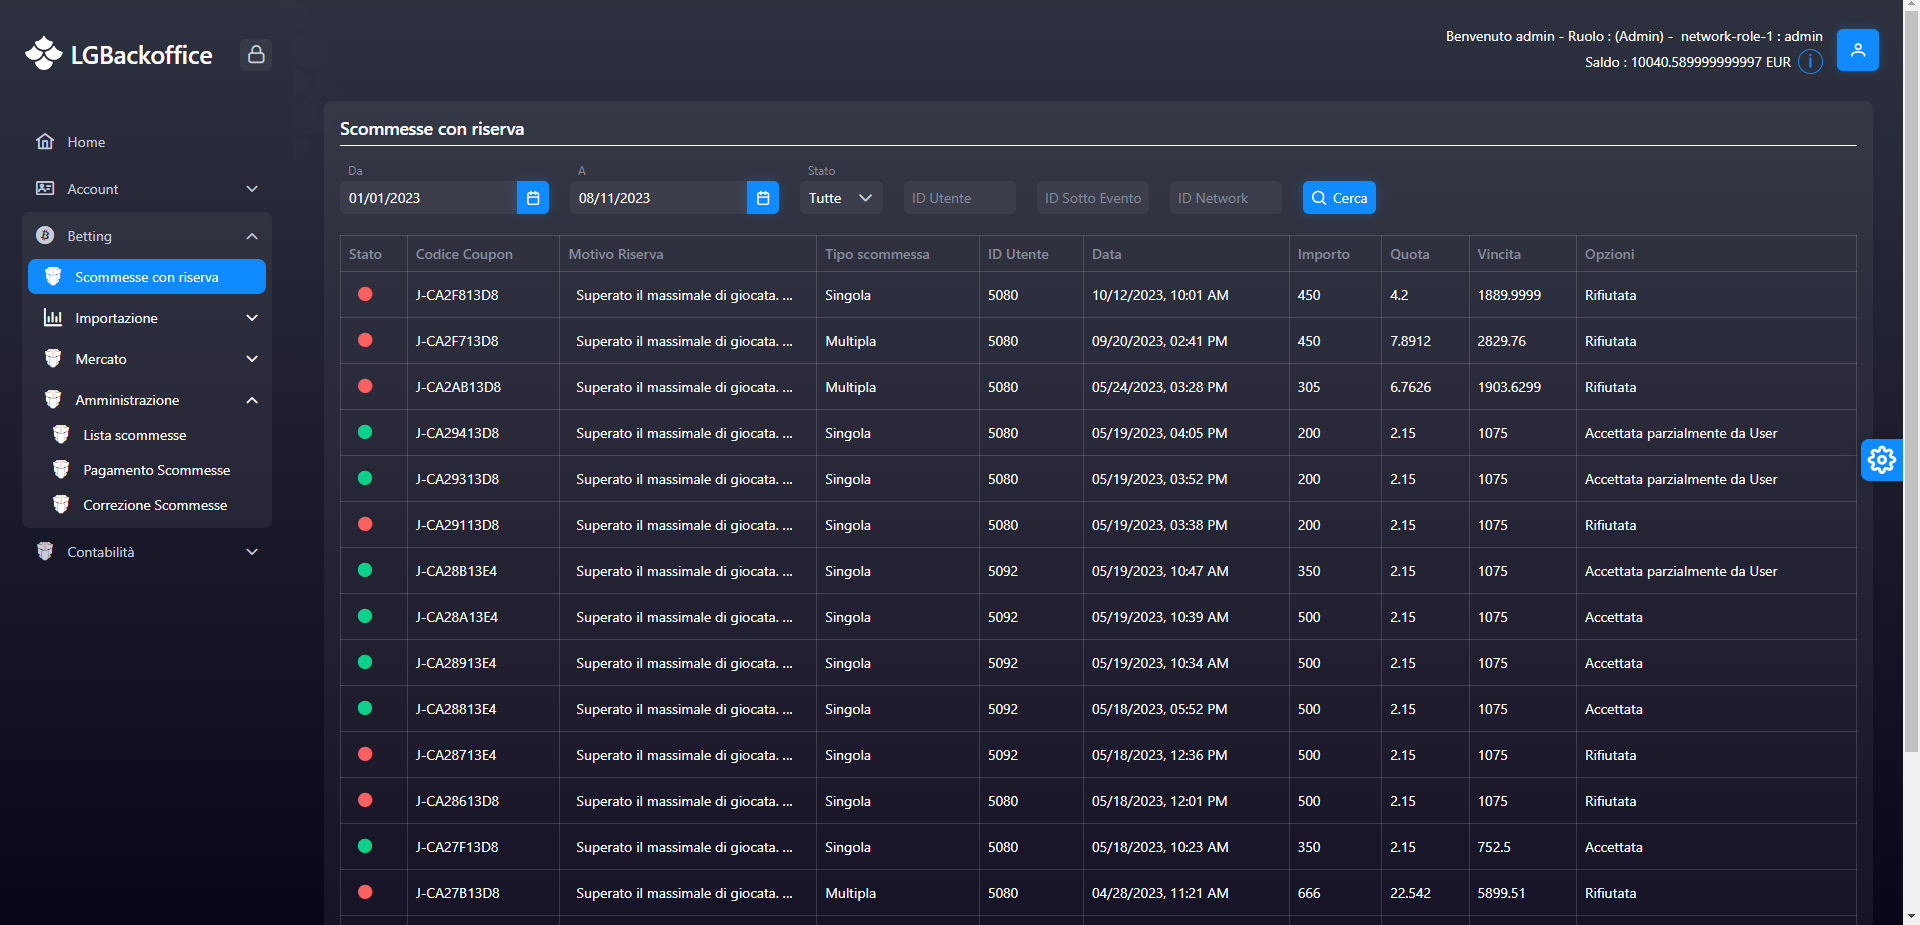 LGBackoffice
Benvenuto admin - Ruolo : (Admin) - network-role-1 : admin
Saldo : 10040.589999999997 EUR
Home
Account
Betting
Scommesse con riserva
Importazione
Mercato
Amministrazione
Lista scommesse
Pagamento Scommesse
Correzione Scommesse
Contabilità
Scommesse con riserva
Da A Stato
01/01/2023 08/11/2023 Tutte ID Utente ID Sotto Evento ID Network Cerca
Stato Codice Coupon Motivo Riserva Tipo scommessa ID Utente Data Importo Quota Vincita Opzioni
J-CA2F813D8 Superato il massimale di giocata. ... Singola 5080 10/12/2023, 10:01 AM 450 4.2 1889.9999 Rifiutata
J-CA2F713D8 Superato il massimale di giocata. ... Multipla 5080 09/20/2023, 02:41 PM 450 7.8912 2829.76 Rifiutata
J-CA2AB13D8 Superato il massimale di giocata. ... Multipla 5080 05/24/2023, 03:28 PM 305 6.7626 1903.6299 Rifiutata
J-CA29413D8 Superato il massimale di giocata. ... Singola 5080 05/19/2023, 04:05 PM 200 2.15 1075 Accettata parzialmente da User
J-CA29313D8 Superato il massimale di giocata. ... Singola 5080 05/19/2023, 03:52 PM 200 2.15 1075 Accettata parzialmente da User
J-CA29113D8 Superato il massimale di giocata. ... Singola 5080 05/19/2023, 03:38 PM 200 2.15 1075 Rifiutata
J-CA28B13E4 Superato il massimale di giocata. ... Singola 5092 05/19/2023, 10:47 AM 350 2.15 1075 Accettata parzialmente da User
J-CA28A13E4 Superato il massimale di giocata. ... Singola 5092 05/19/2023, 10:39 AM 500 2.15 1075 Accettata
J-CA28913E4 Superato il massimale di giocata. ... Singola 5092 05/19/2023, 10:34 AM 500 2.15 1075 Accettata
J-CA28813E4 Superato il massimale di giocata. ... Singola 5092 05/18/2023, 05:52 PM 500 2.15 1075 Accettata
J-CA28713E4 Superato il massimale di giocata. ... Singola 5092 05/18/2023, 12:36 PM 500 2.15 1075 Rifiutata
J-CA28613D8 Superato il massimale di giocata. ... Singola 5080 05/18/2023, 12:01 PM 500 2.15 1075 Rifiutata
J-CA27F13D8 Superato il massimale di giocata. ... Singola 5080 05/18/2023, 10:23 AM 350 2.15 752.5 Accettata
J-CA27B13D8 Superato il massimale di giocata. ... Multipla 5080 04/28/2023, 11:21 AM 666 22.542 5899.51 Rifiutata